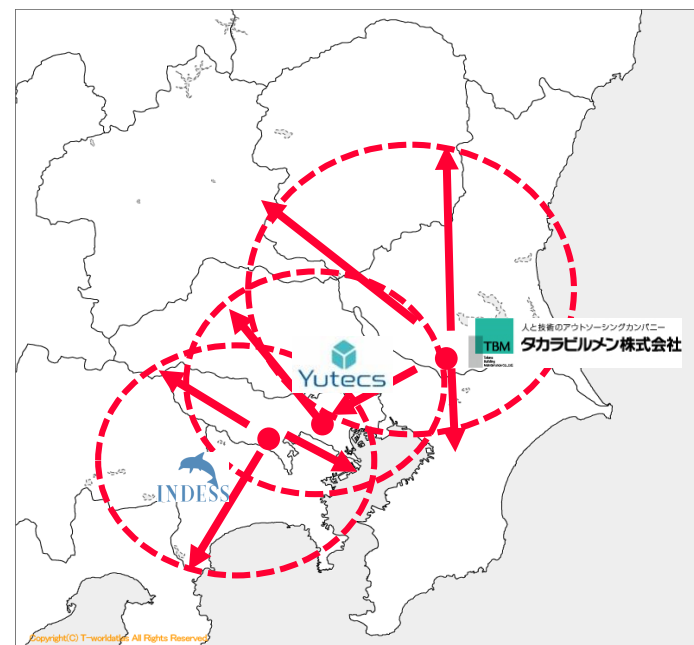 人と技術のアウトソーシングカンパニー
TBM タカラビルメン株式会社
Yutecs
INDESS
Copyright(C) T-worldatlas All Rights Reserved